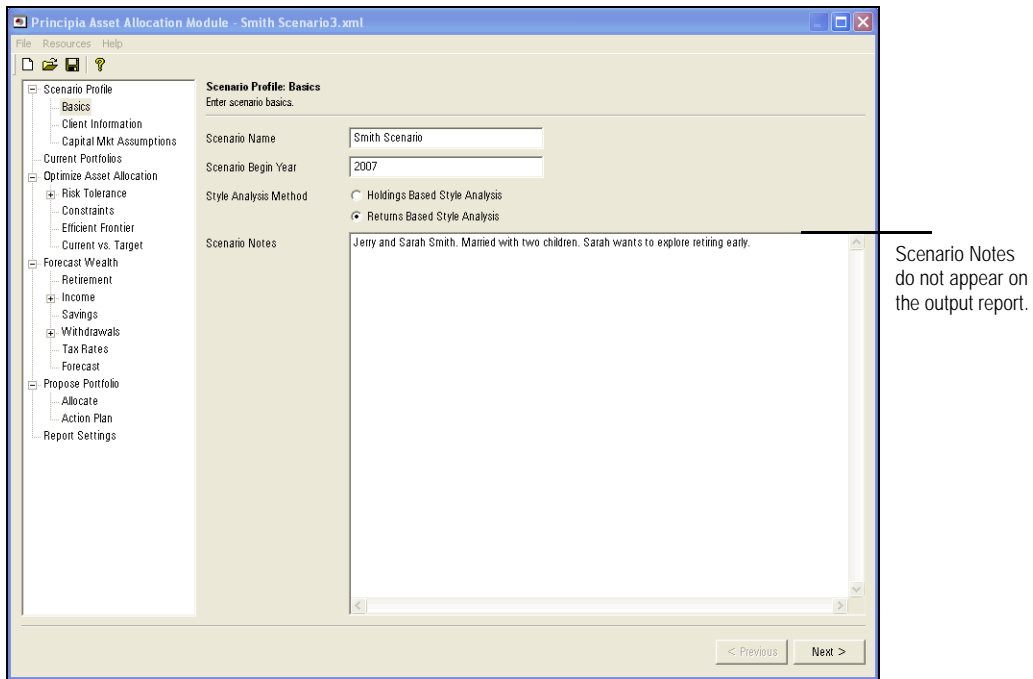 Principia Asset Allocation Module - Smith Scenario3.xml
File Resources Help
Scenario Profile
Basics
Client Information
Capital Mkt Assumptions
Current Portfolios
Optimize Asset Allocation
Risk Tolerance
Constraints
Efficient Frontier
Current vs. Target
Forecast Wealth
Retirement
Income
Savings
Withdrawals
Tax Rates
Forecast
Propose Portfolio
Allocate
Action Plan
Report Settings
Scenario Profile: Basics
Enter scenario basics.
Scenario Name
Smith Scenario
Scenario Begin Year
2007
Style Analysis Method
Holdings Based Style Analysis
Returns Based Style Analysis
Scenario Notes
Jerry and Sarah Smith. Married with two children. Sarah wants to explore retiring early.
< Previous
Next >
Scenario Notes
do not appear on
the output report.